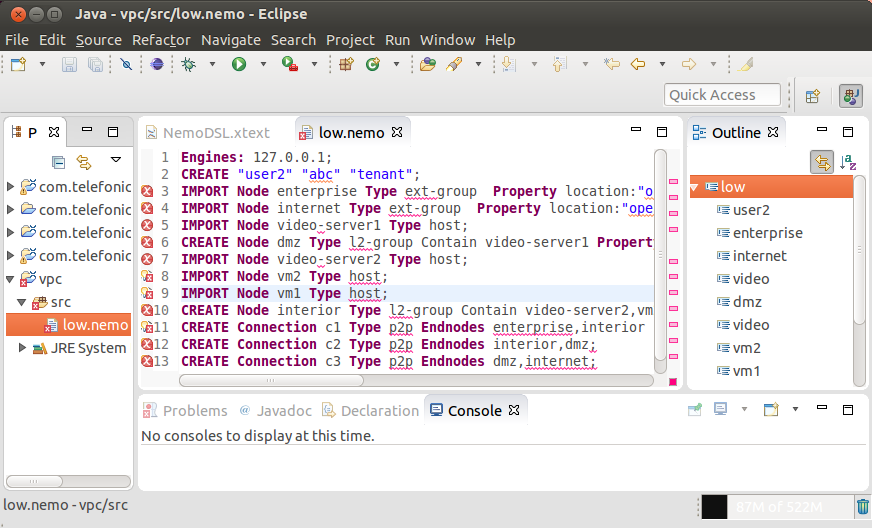 Java - vpc/src/low.nemo - Eclipse
File Edit Source Refactor Navigate Search Project Run Window Help
Quick Access
P
NemoDSL.xtext
low.nemo
Outline
com.telefonic
com.telefonic
com.telefonic
com.telefonic
vpc
src
low.nemo
JRE System
1 Engines: 127.0.0.1;
2 CREATE "user2" "abc" "tenant";
3 IMPORT Node enterprise Type ext-group  Property location:"o
4 IMPORT Node internet Type ext-group  Property location:"ope
5 IMPORT Node video-server1 Type host;
6 CREATE Node dmz Type l2-group Contain video-server1 Propert
7 IMPORT Node video-server2 Type host;
8 IMPORT Node vm2 Type host;
9 IMPORT Node vm1 Type host;
10 CREATE Node interior Type l2-group Contain video-server2,vm
11 CREATE Connection c1 Type p2p Endnodes enterprise,interior
12 CREATE Connection c2 Type p2p Endnodes interior,dmz;
13 CREATE Connection c3 Type p2p Endnodes dmz,internet;
low
user2
enterprise
internet
video
dmz
video
vm2
vm1
Problems
Javadoc
Declaration
Console
No consoles to display at this time.
low.nemo - vpc/src
87M of 522M